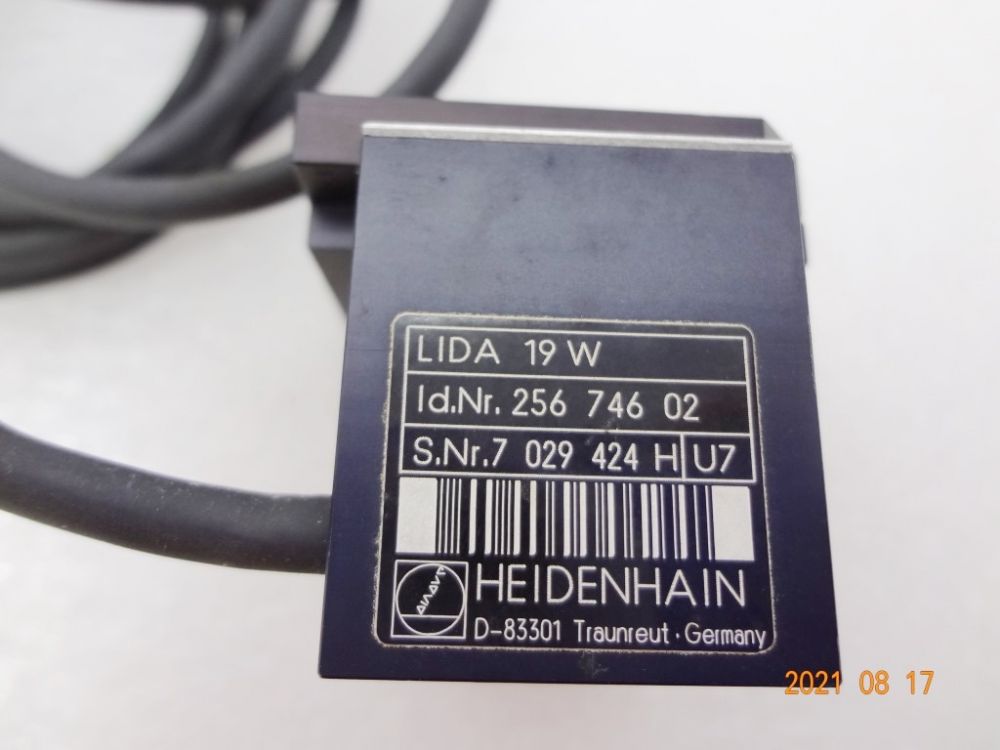 LIDA 19 W
Id.Nr. 256 746 02
S.Nr.7 029 424 H U7
HEIDENHAIN
D-83301 Traunreut · Germany
2021 08 17